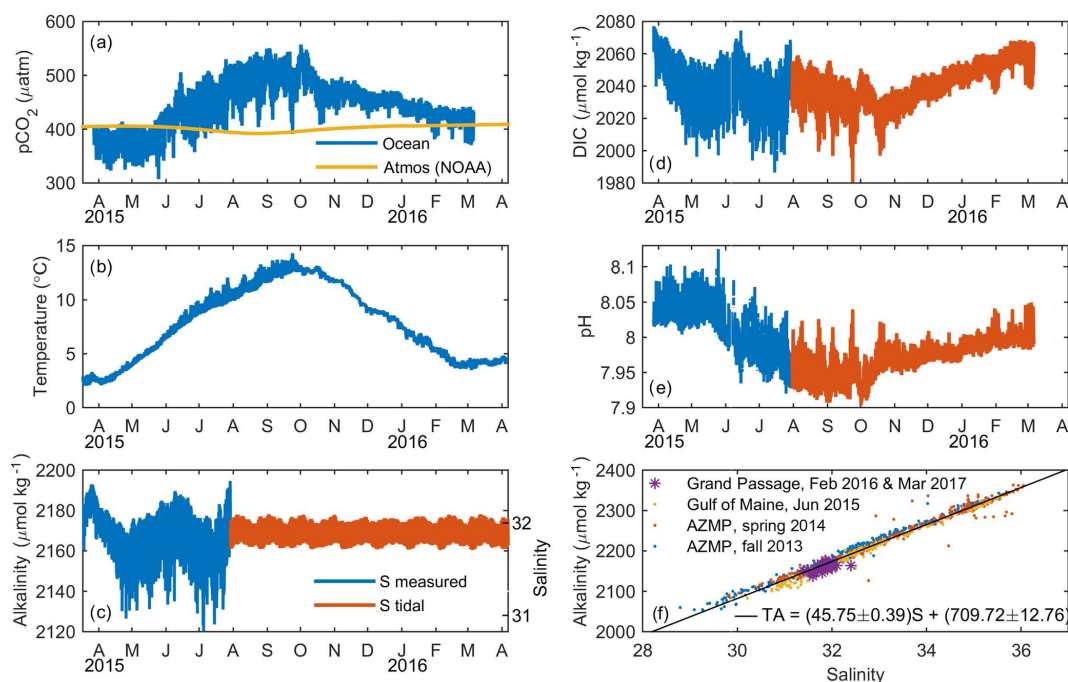 (a)
pCO2 (μatm)
600
500
400
300
Ocean
Atmos (NOAA)
A M J J A S O N D J F M A
2015 2016
(b)
Temperature (°C)
15
10
5
0
A M J J A S O N D J F M A
2015 2016
(c)
Alkalinity (μmol kg-1)
2200
2180
2160
2140
2120
S measured
S tidal
32
31
Salinity
A M J J A S O N D J F M A
2015 2016
(d)
DIC (μmol kg-1)
2080
2060
2040
2020
2000
1980
A M J J A S O N D J F M A
2015 2016
(e)
pH
8.1
8.05
8
7.95
7.9
A M J J A S O N D J F M A
2015 2016
(f)
Alkalinity (μmol kg-1)
2400
2300
2200
2100
2000
Grand Passage, Feb 2016 & Mar 2017
Gulf of Maine, Jun 2015
AZMP, spring 2014
AZMP, fall 2013
TA = (45.75±0.39)S + (709.72±12.76)
28 30 32 34 36
Salinity